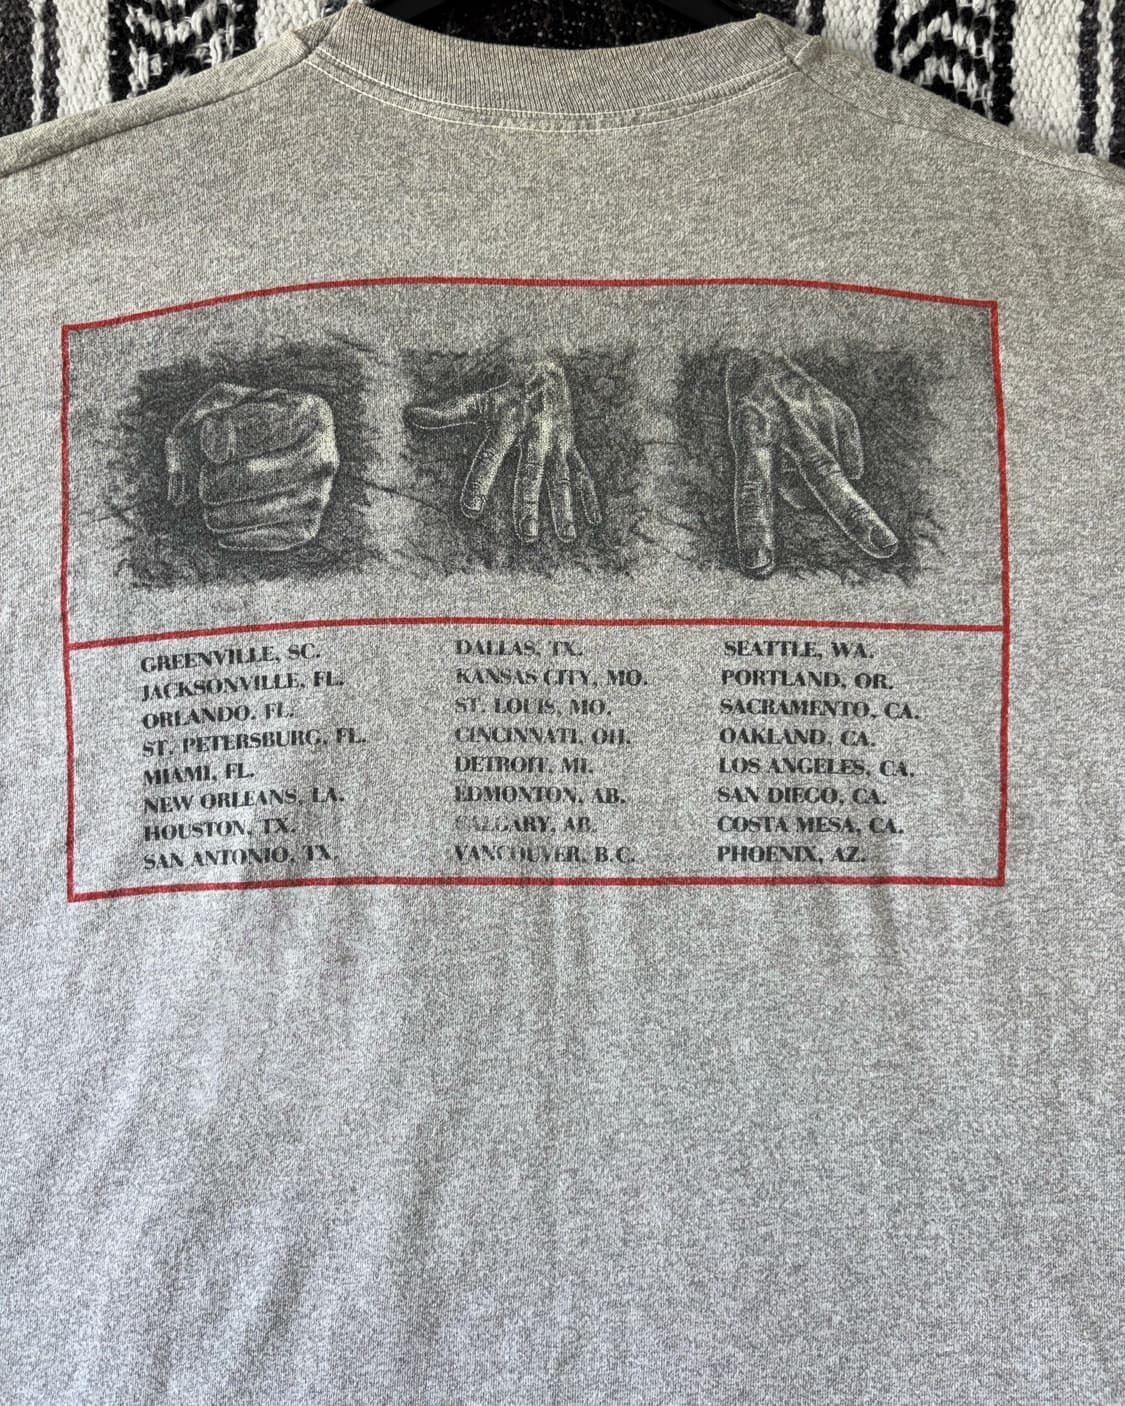 GREENVILLE, SC.
JACKSONVILLE, FL.
ORLANDO, FL.
ST. PETERSBURG, FL.
MIAMI, FL.
NEW ORLEANS, LA.
HOUSTON, TX.
SAN ANTONIO, TX.
DALLAS, TX.
KANSAS CITY, MO.
ST. LOUIS, MO.
CINCINNATI, OH.
DETROIT, MI.
EDMONTON, AB.
CALGARY, AB.
VANCOUVER, B.C.
SEATTLE, WA.
PORTLAND, OR.
SACRAMENTO, CA.
OAKLAND, CA.
LOS ANGELES, CA.
SAN DIEGO, CA.
COSTA MESA, CA.
PHOENIX, AZ.